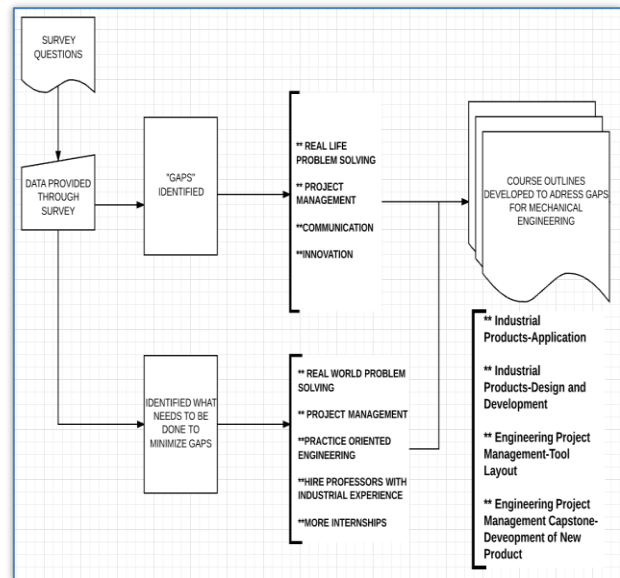 SURVEY
QUESTIONS
DATA PROVIDED
THROUGH
SURVEY
"GAPS"
IDENTIFIED
** REAL LIFE
PROBLEM SOLVING
** PROJECT
MANAGEMENT
**COMMUNICATION
**INNOVATION
COURSE OUTLINES
DEVELOPED TO ADRESS GAPS
FOR MECHANICAL
ENGINEERING
IDENTIFIED WHAT
NEEDS TO BE
DONE TO
MINIMIZE GAPS
** REAL WORLD PROBLEM
SOLVING
** PROJECT MANAGEMENT
**PRACTICE ORIENTED
ENGINEERING
**HIRE PROFESSORS WITH
INDUSTRIAL EXPERIENCE
**MORE INTERNSHIPS
** Industrial
Products-Application
** Industrial
Products-Design and
Development
** Engineering Project
Management-Tool
Layout
** Engineering Project
Management Capstone-
Deveopment of New
Product